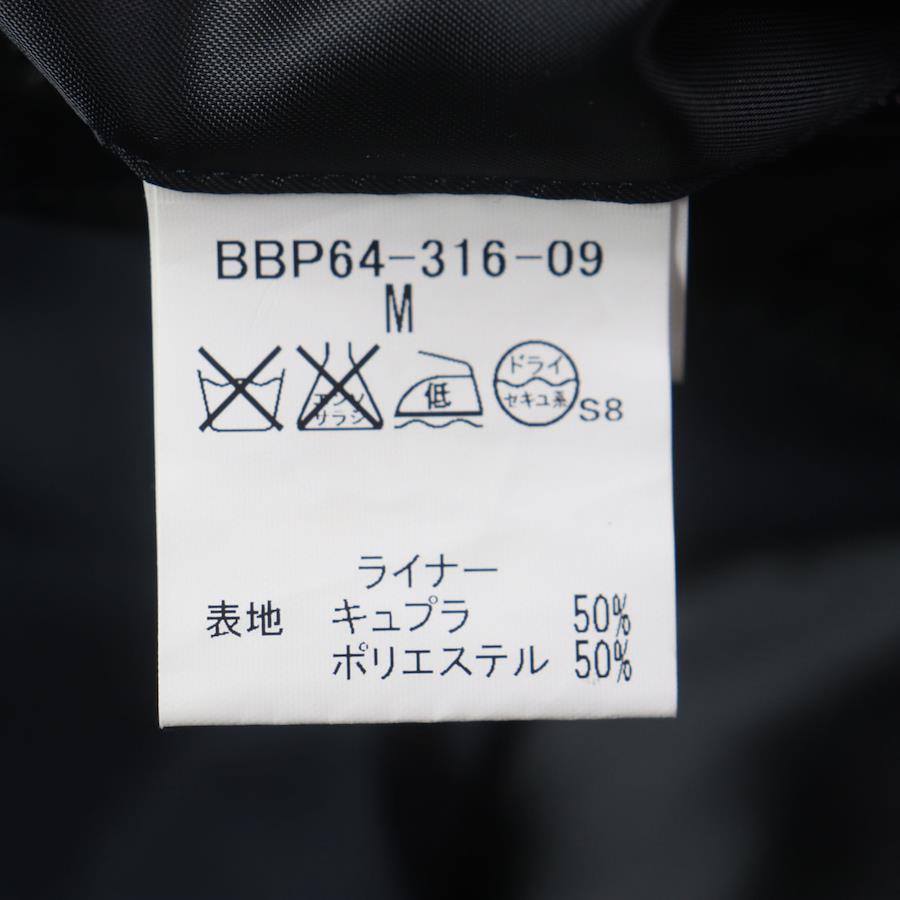 BBP64-316-09
M
エンソ
サラシ
低
ドライ
セキユ系
S8
ライナー
表地 キュプラ 50%
ポリエステル 50%